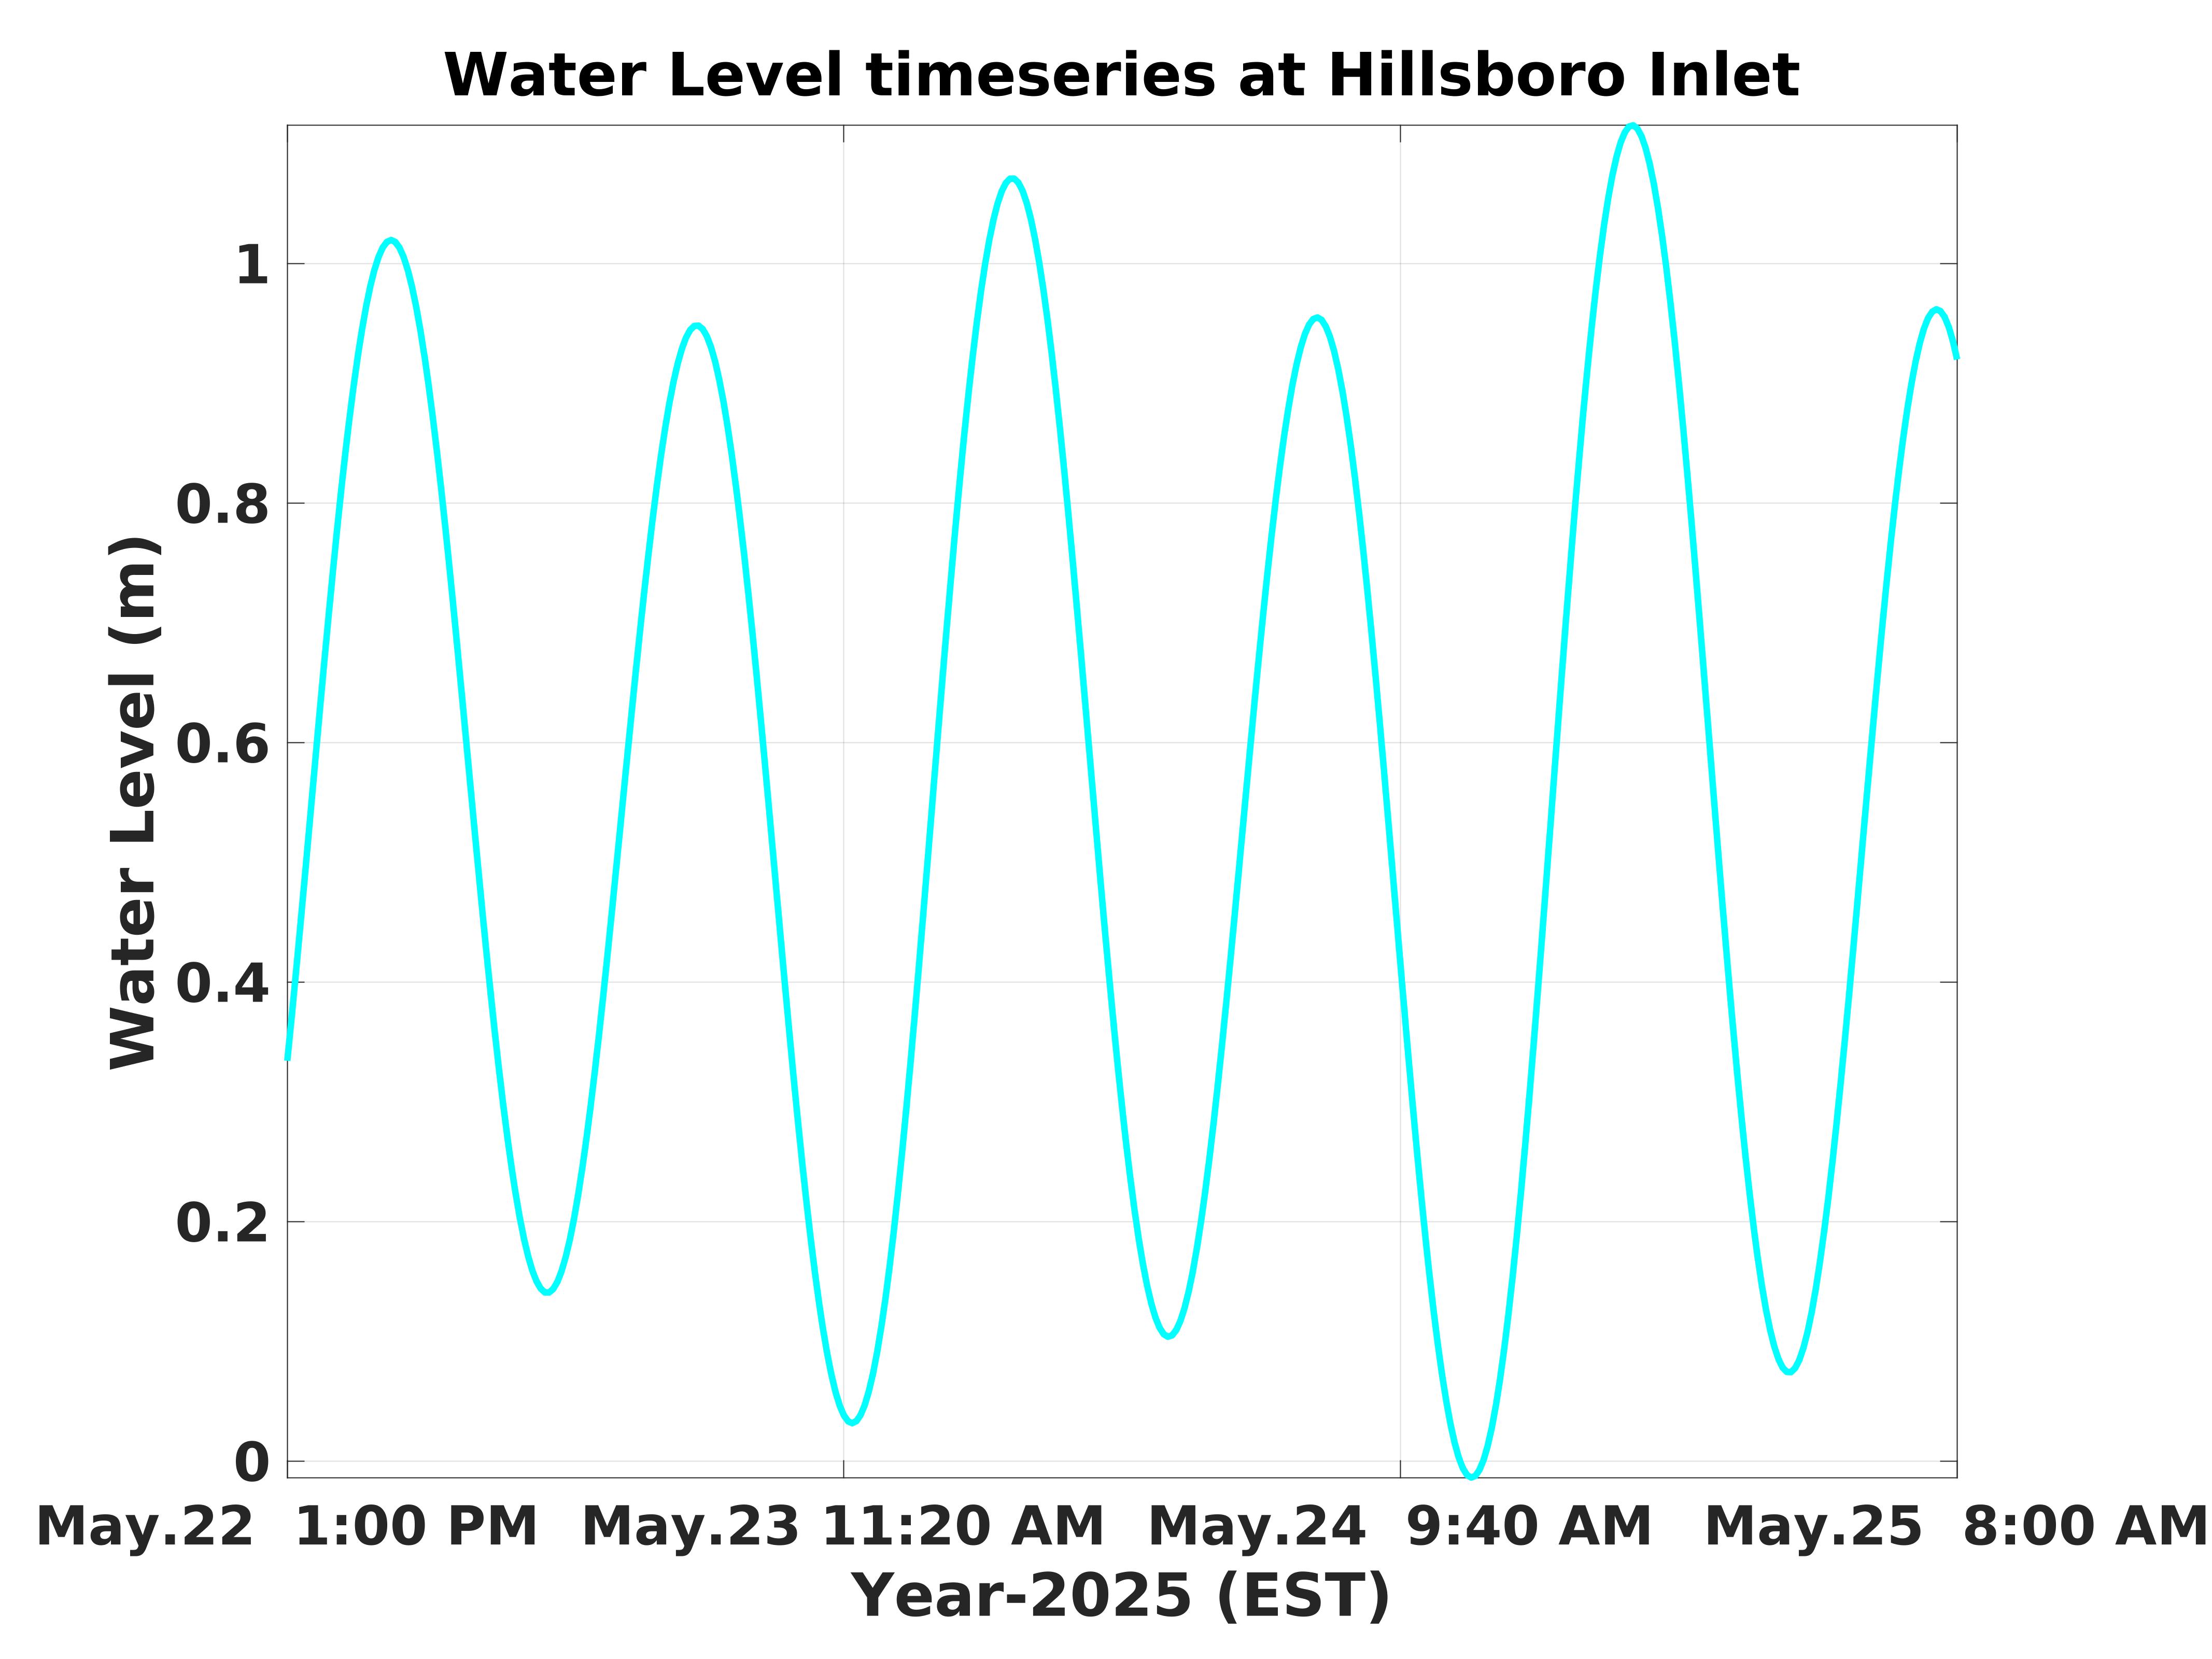 Water Level timeseries at Hillsboro Inlet
Water Level (m)
1
0.8
0.6
0.4
0.2
0
May.22 1:00 PM May.23 11:20 AM May.24 9:40 AM May.25 8:00 AM
Year-2025 (EST)